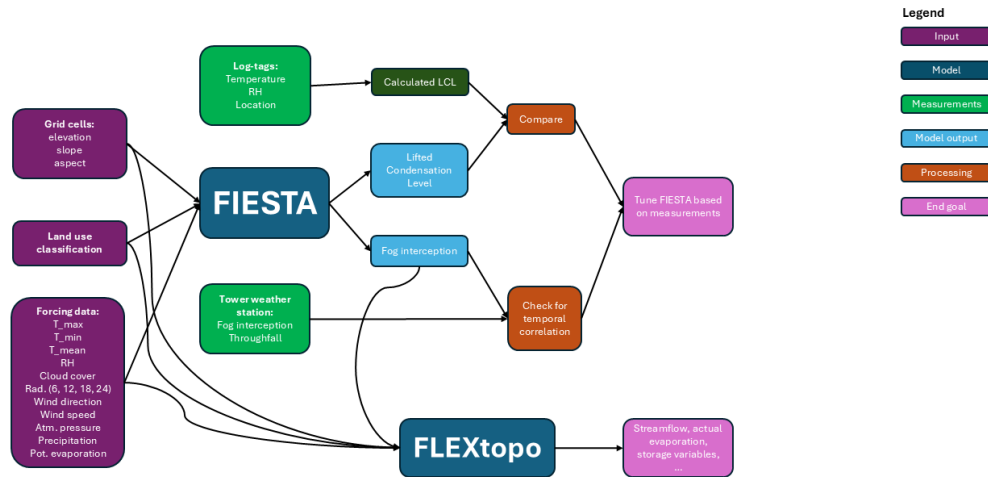 Legend
Input
Model
Measurements
Model output
Processing
End goal
Log-tags:
Temperature
RH
Location
Calculated LCL
Compare
Grid cells:
elevation
slope
aspect
Lifted
Condensation
Level
FIESTA
Tune FIESTA based
on measurements
Land use
classification
Fog interception
Tower weather
station:
Fog interception
Throughfall
Check for
temporal
correlation
Forcing data:
T_max
T_min
T_mean
RH
Cloud cover
Rad. (6, 12, 18, 24)
Wind direction
Wind speed
Atm. pressure
Precipitation
Pot. evaporation
FLEXtopo
Streamflow, actual
evaporation,
storage variables,
...